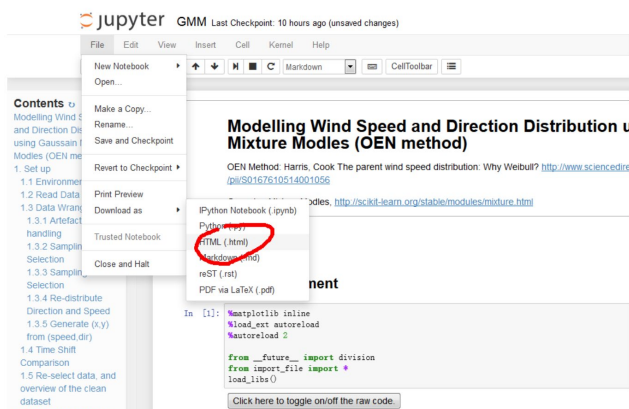 jupyter GMM Last Checkpoint: 10 hours ago (unsaved changes)
File Edit View Insert Cell Kernel Help
Markdown CellToolbar
New Notebook
Open...
Make a Copy...
Rename...
Save and Checkpoint
Revert to Checkpoint
Print Preview
Download as
Trusted Notebook
Close and Halt
IPython Notebook (.ipynb)
Python (.py)
HTML (.html)
Markdown (.md)
reST (.rst)
PDF via LaTeX (.pdf)
Contents
Modelling Wind S
and Direction Dis
using Gaussain M
Modles (OEN me
1. Set up
1.1 Environmer
1.2 Read Data
1.3 Data Wrang
1.3.1 Artefact
handling
1.3.2 Samplin
Selection
1.3.3 Sampling
Selection
1.3.4 Re-distribute
Direction and Speed
1.3.5 Generate (x,y)
from (speed,dir)
1.4 Time Shift
Comparison
1.5 Re-select data, and
overview of the clean
dataset
Modelling Wind Speed and Direction Distribution u
Mixture Modles (OEN method)
OEN Method: Harris, Cook The parent wind speed distribution: Why Weibull? http://www.sciencedire
/pii/S0167610514001056
odles, http://scikit-learn.org/stable/modules/mixture.html
ment
In [1]: %matplotlib inline
%load_ext autoreload
%autoreload 2
from __future__ import division
from import_file import *
load_libs()
Click here to toggle on/off the raw code.